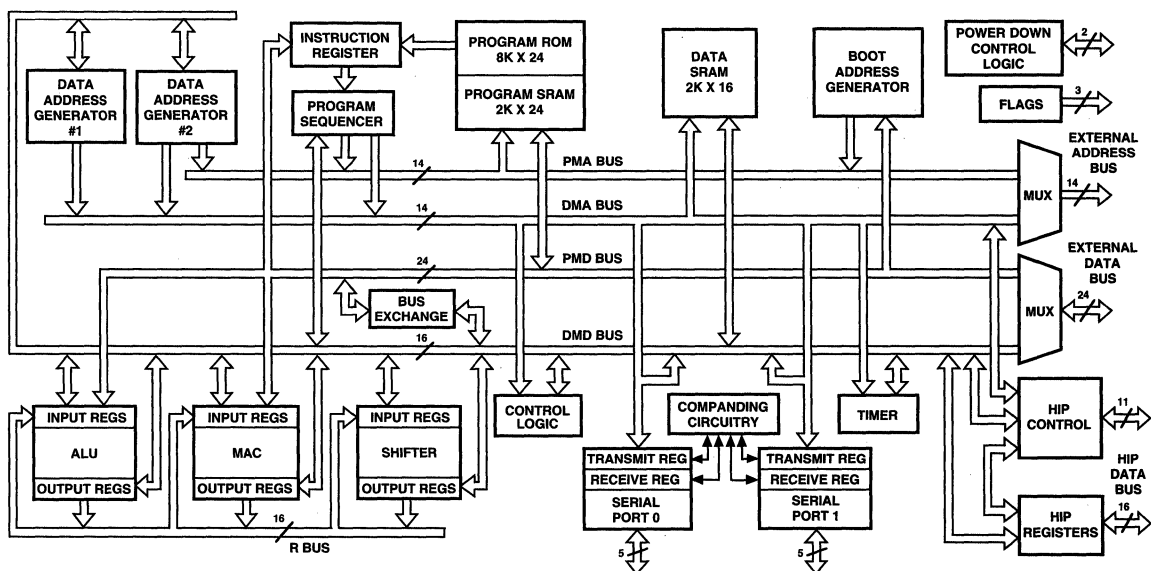 INSTRUCTION
REGISTER
PROGRAM ROM
8K X 24
PROGRAM SRAM
2K X 24
DATA
SRAM
2K X 16
BOOT
ADDRESS
GENERATOR
POWER DOWN
CONTROL
LOGIC
2
FLAGS
3
DATA
ADDRESS
GENERATOR
#1
DATA
ADDRESS
GENERATOR
#2
PROGRAM
SEQUENCER
EXTERNAL
ADDRESS
BUS
14
MUX
14
PMA BUS
14
DMA BUS
EXTERNAL
DATA
BUS
24
MUX
24
PMD BUS
BUS
EXCHANGE
16
DMD BUS
INPUT REGS
ALU
OUTPUT REGS
INPUT REGS
MAC
OUTPUT REGS
INPUT REGS
SHIFTER
OUTPUT REGS
16
R BUS
CONTROL
LOGIC
COMPANDING
CIRCUITRY
TIMER
TRANSMIT REG
RECEIVE REG
SERIAL
PORT 0
5
TRANSMIT REG
RECEIVE REG
SERIAL
PORT 1
5
HIP
CONTROL
11
HIP
DATA
BUS
16
HIP
REGISTERS